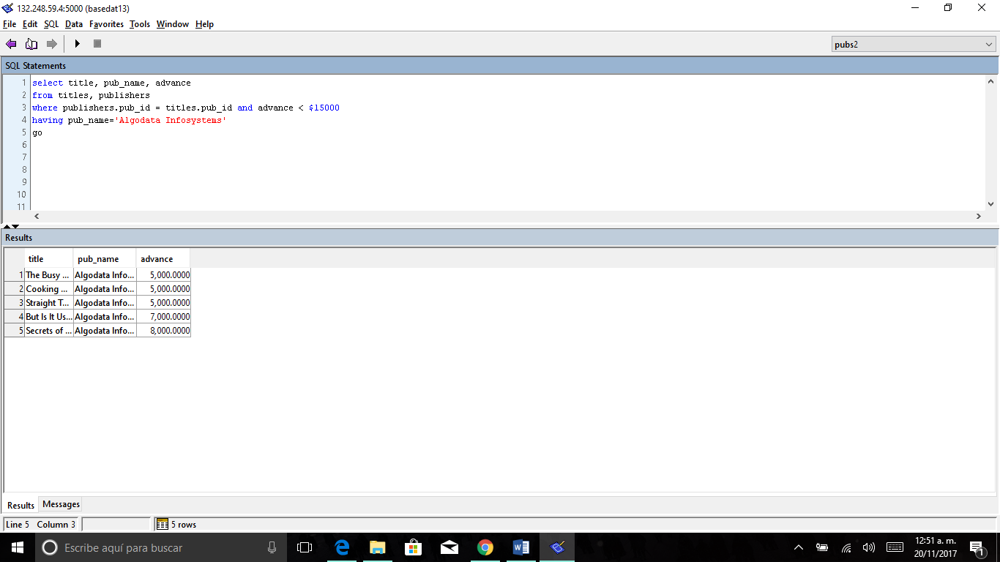 132.248.59.4:5000 (basedat13)
File Edit SQL Data Favorites Tools Window Help
pubs2
SQL Statements
1 select title, pub_name, advance
2 from titles, publishers
3 where publishers.pub_id = titles.pub_id and advance < $15000
4 having pub_name='Algodata Infosystems'
5 go
6
7
8
9
10
11
Results
title pub_name advance
1 The Busy ... Algodata Info... 5,000.0000
2 Cooking ... Algodata Info... 5,000.0000
3 Straight T... Algodata Info... 5,000.0000
4 But Is It Us... Algodata Info... 7,000.0000
5 Secrets of ... Algodata Info... 8,000.0000
Results Messages
Line 5 Column 3 5 rows
Escribe aquí para buscar
12:51 a. m.
20/11/2017
1